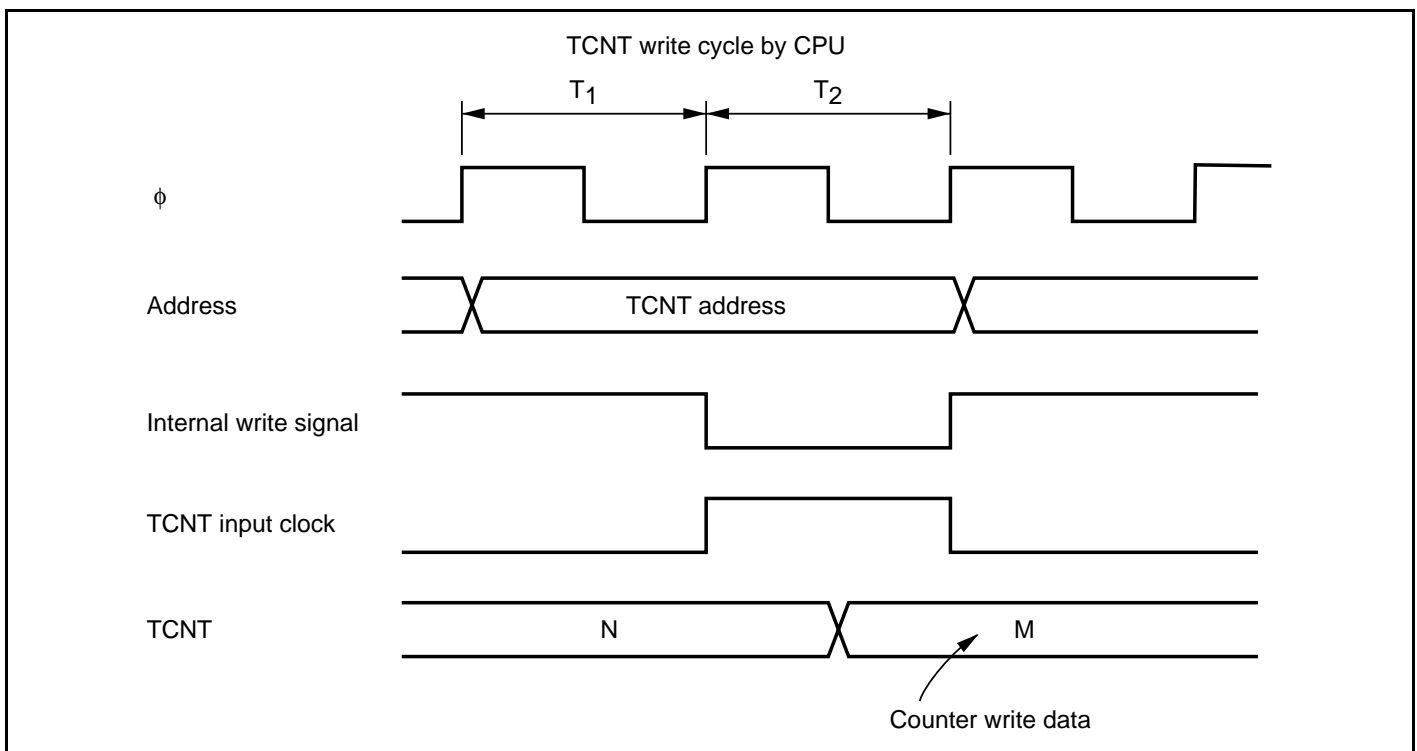 TCNT write cycle by CPU
T1 T2
ϕ
Address TCNT address
Internal write signal
TCNT input clock
TCNT N M
Counter write data